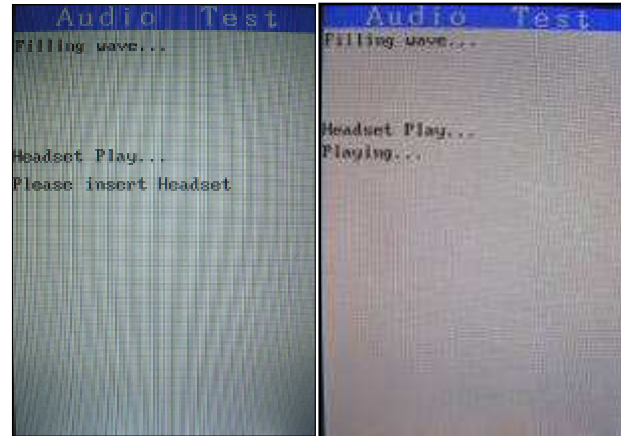 Audio Test
Filling wave...
Headset Play...
Please insert Headset
Audio Test
Filling wave...
Headset Play...
Playing...